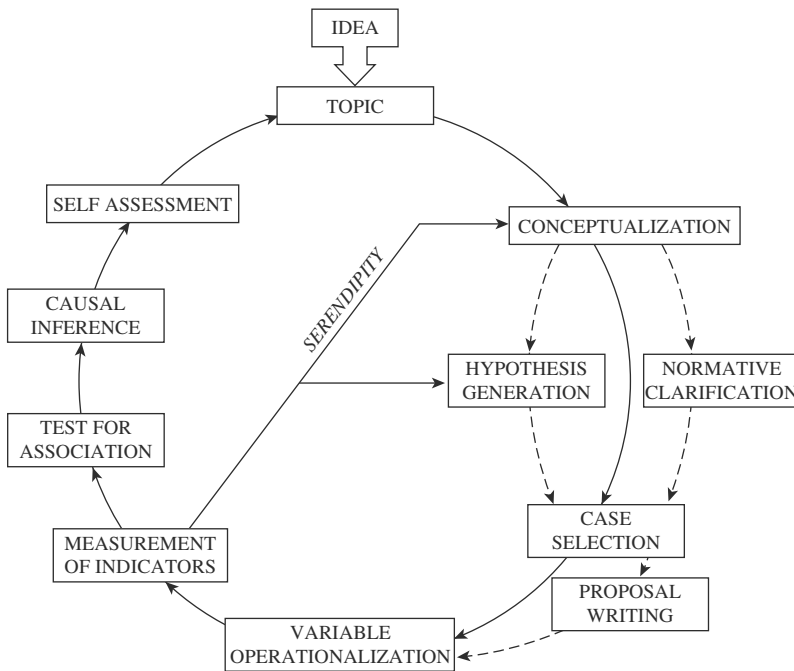 IDEA
TOPIC
SELF ASSESSMENT
CONCEPTUALIZATION
SERENDIPITY
CAUSAL
INFERENCE
HYPOTHESIS
GENERATION
NORMATIVE
CLARIFICATION
TEST FOR
ASSOCIATION
CASE
SELECTION
MEASUREMENT
OF INDICATORS
PROPOSAL
WRITING
VARIABLE
OPERATIONALIZATION